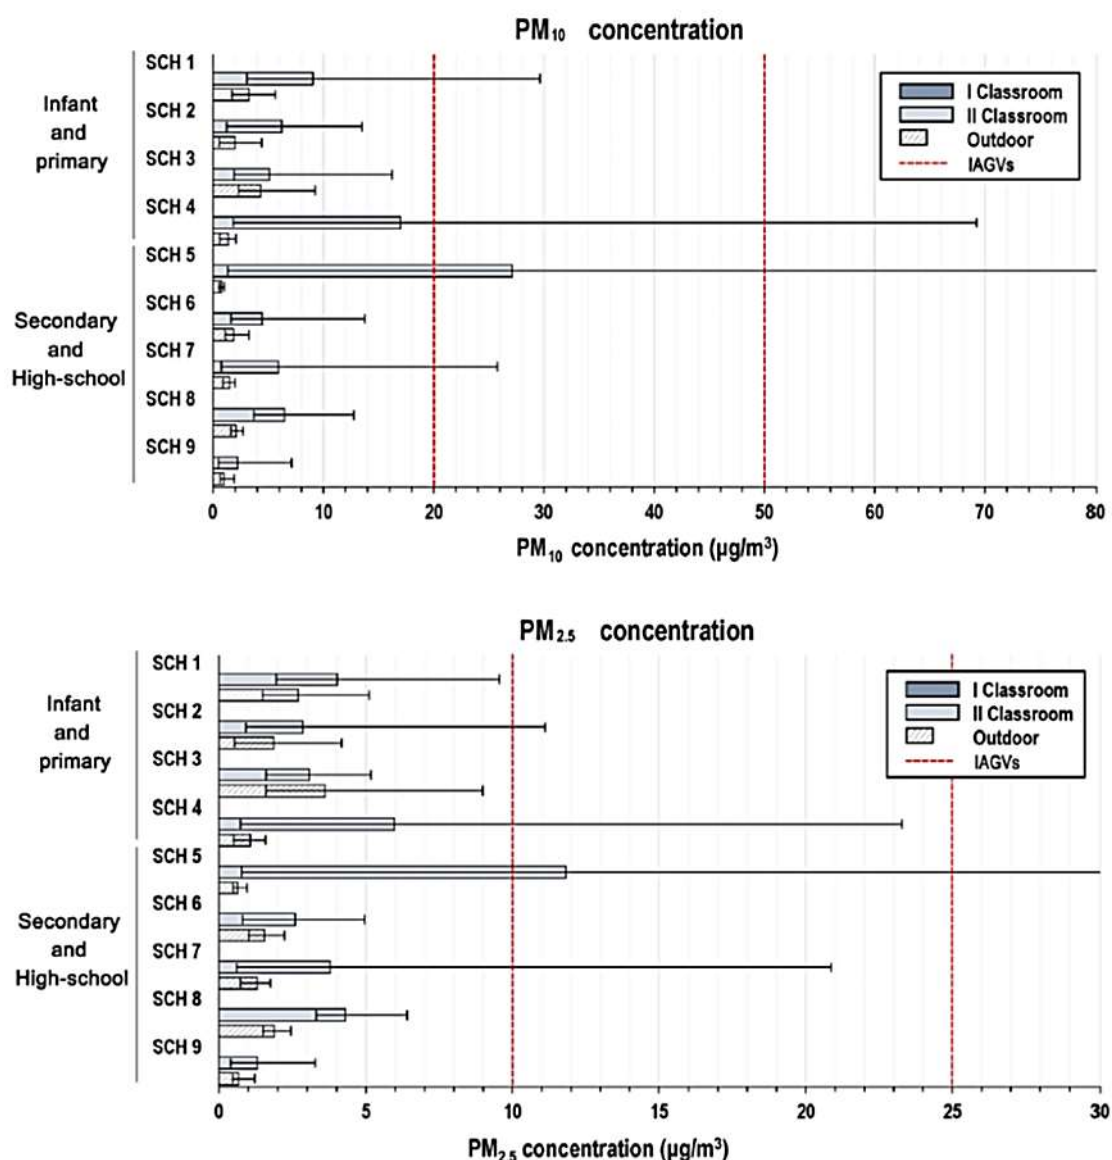 PM₁₀ concentration
SCH 1
SCH 2
SCH 3
SCH 4
SCH 5
SCH 6
SCH 7
SCH 8
SCH 9
Infant
and
primary
Secondary
and
High-school
I Classroom
II Classroom
Outdoor
IAGVs
0 10 20 30 40 50 60 70 80
PM₁₀ concentration (µg/m³)
PM₂.₅ concentration
SCH 1
SCH 2
SCH 3
SCH 4
SCH 5
SCH 6
SCH 7
SCH 8
SCH 9
Infant
and
primary
Secondary
and
High-school
I Classroom
II Classroom
Outdoor
IAGVs
0 5 10 15 20 25 30
PM₂.₅ concentration (µg/m³)